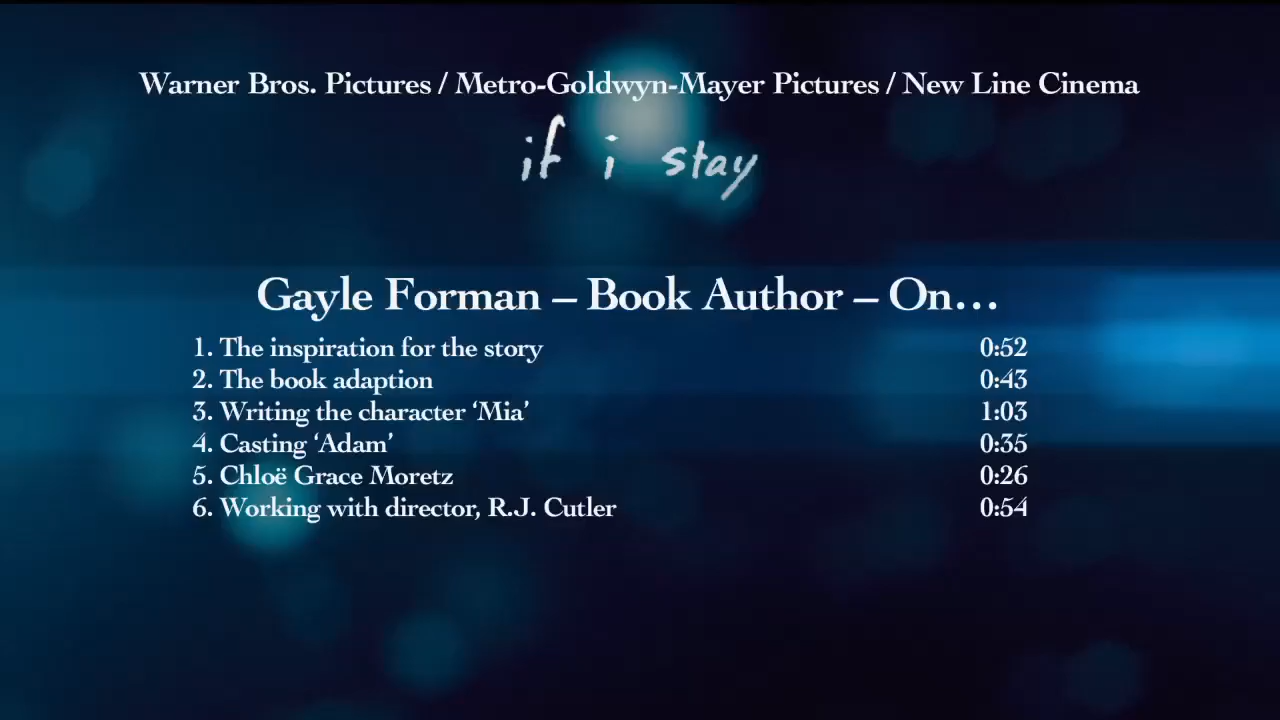 Warner Bros. Pictures / Metro-Goldwyn-Mayer Pictures / New Line Cinema
if i stay
Gayle Forman – Book Author – On…
1. The inspiration for the story 0:52
2. The book adaption 0:43
3. Writing the character ‘Mia’ 1:03
4. Casting ‘Adam’ 0:35
5. Chloë Grace Moretz 0:26
6. Working with director, R.J. Cutler 0:54